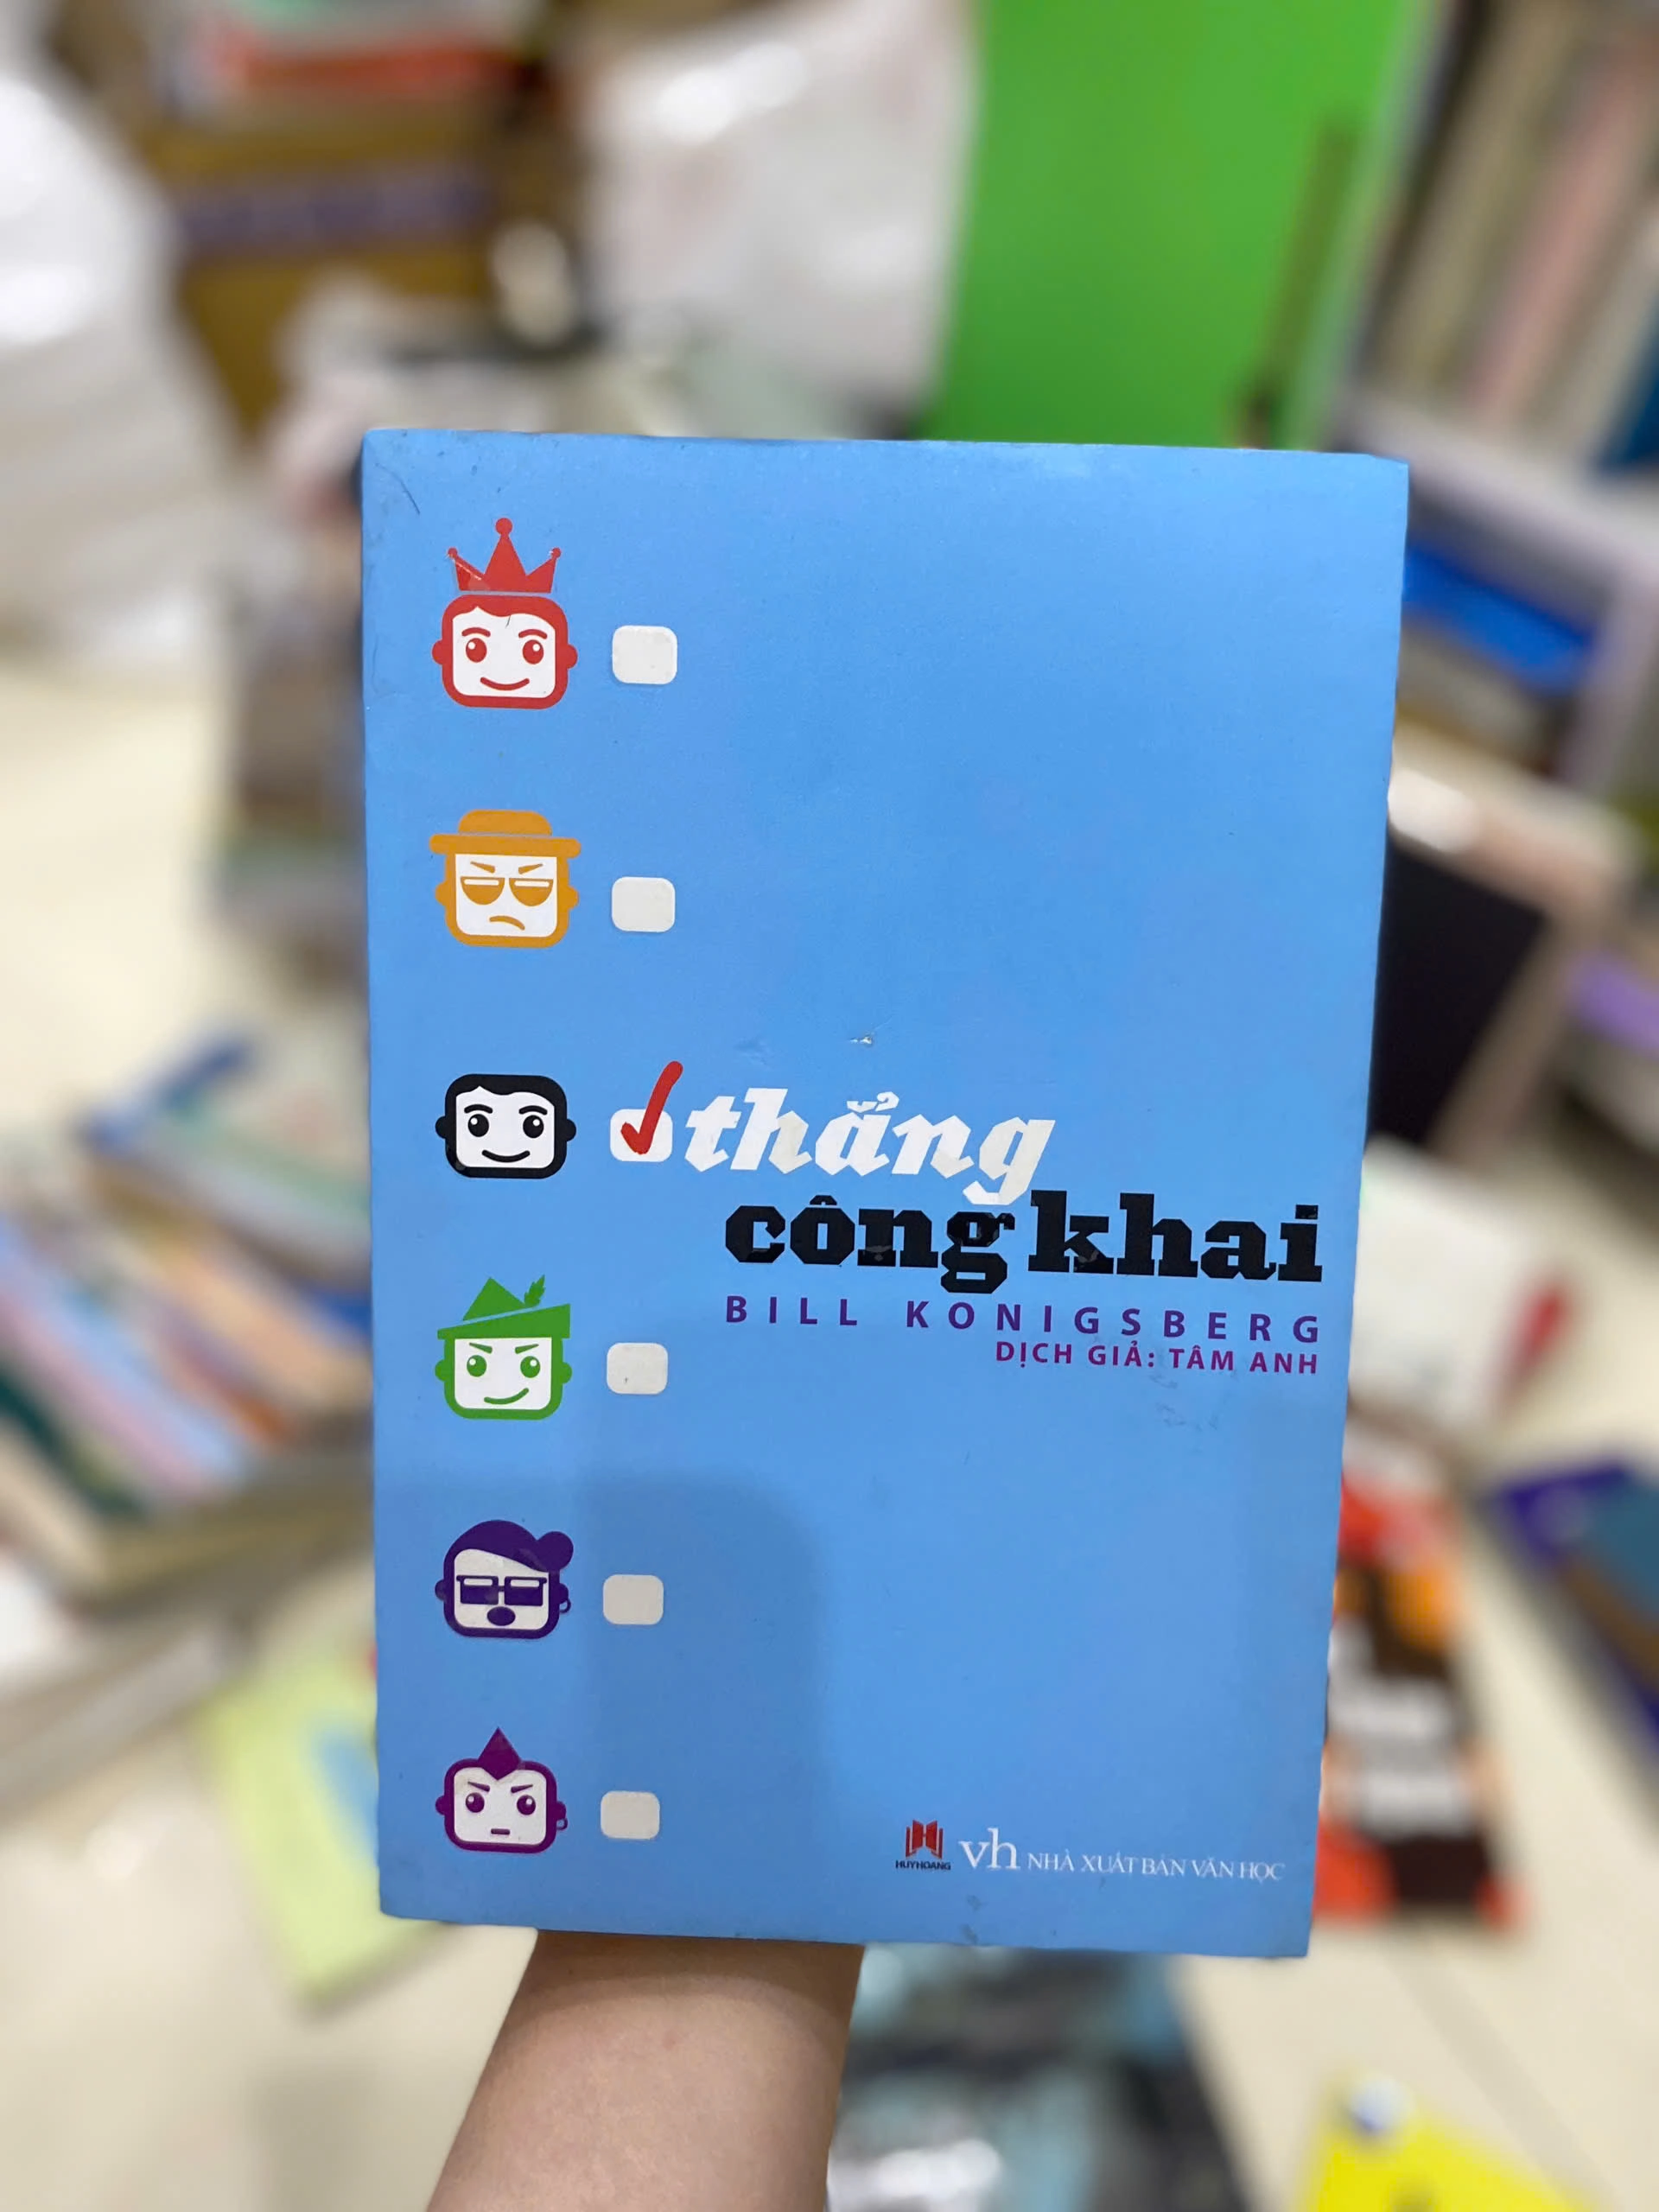 thẳng
công khai
BILL KONIGSBERG
DỊCH GIẢ: TÂM ANH
HUYHOANG
vh NHÀ XUẤT BẢN VĂN HỌC